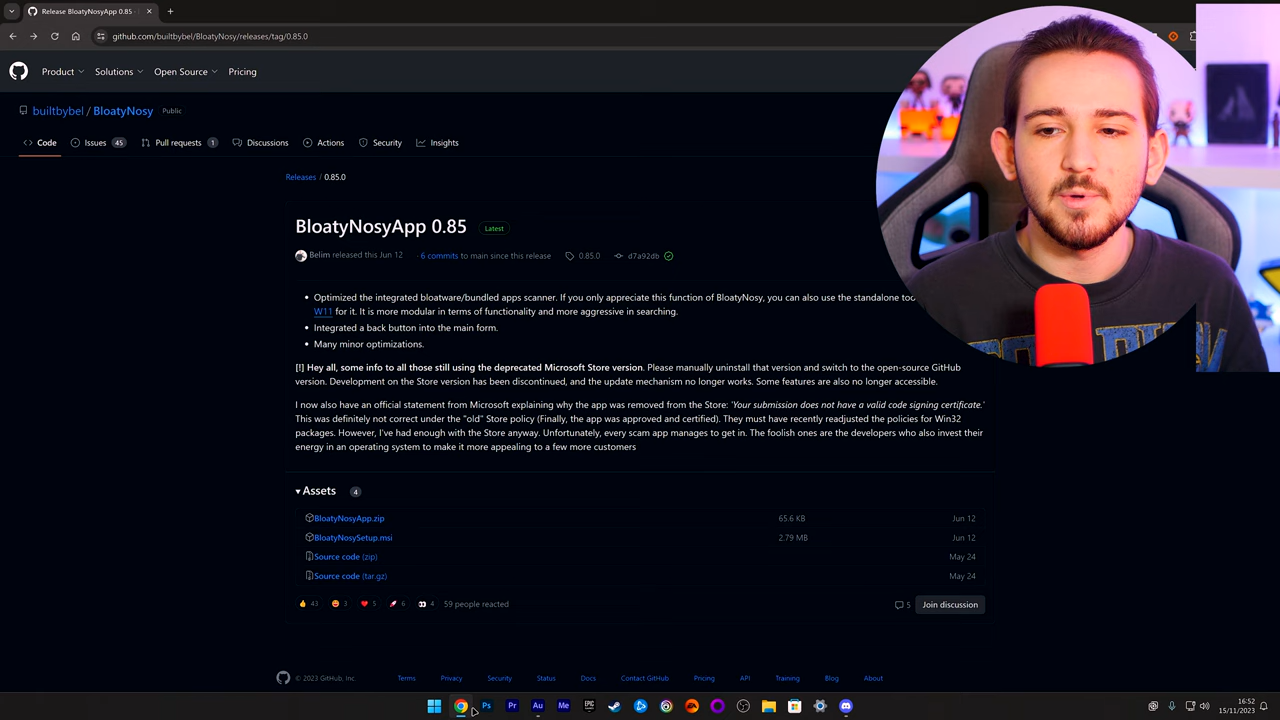 Release BloatyNosyApp 0.85
github.com/builtbybel/BloatyNosy/releases/tag/0.85.0
Product Solutions Open Source Pricing
builtbybel / BloatyNosy Public
Code Issues 45 Pull requests 1 Discussions Actions Security Insights
Releases / 0.85.0
BloatyNosyApp 0.85 Latest
Belim released this Jun 12 · 6 commits to main since this release 0.85.0 d7a92db
Optimized the integrated bloatware/bundled apps scanner. If you only appreciate this function of BloatyNosy, you can also use the standalone
W11 for it. It is more modular in terms of functionality and more aggressive in searching.
Integrated a back button into the main form.
Many minor optimizations.
[!] Hey all, some info to all those still using the deprecated Microsoft Store version. Please manually uninstall that version and switch to the open-source GitHub
version. Development on the Store version has been discontinued, and the update mechanism no longer works. Some features are also no longer accessible.
I now also have an official statement from Microsoft explaining why the app was removed from the Store: 'Your submission does not have a valid code signing certificate.'
This was definitely not correct under the "old" Store policy (Finally, the app was approved and certified). They must have recently readjusted the policies for Win32
packages. However, I've had enough with the Store anyway. Unfortunately, every scam app manages to get in. The foolish ones are the developers who also invest their
energy in an operating system to make it more appealing to a few more customers
Assets 4
BloatyNosyApp.zip 65.6 KB Jun 12
BloatyNosySetup.msi 2.79 MB Jun 12
Source code (zip) May 24
Source code (tar.gz) May 24
43 3 5 6 4 59 people reacted 5 Join discussion
© 2023 GitHub, Inc. Terms Privacy Security Status Docs Contact GitHub Pricing API Training Blog About
Ps Pr Au Me EPIC
16:52
15/11/2023